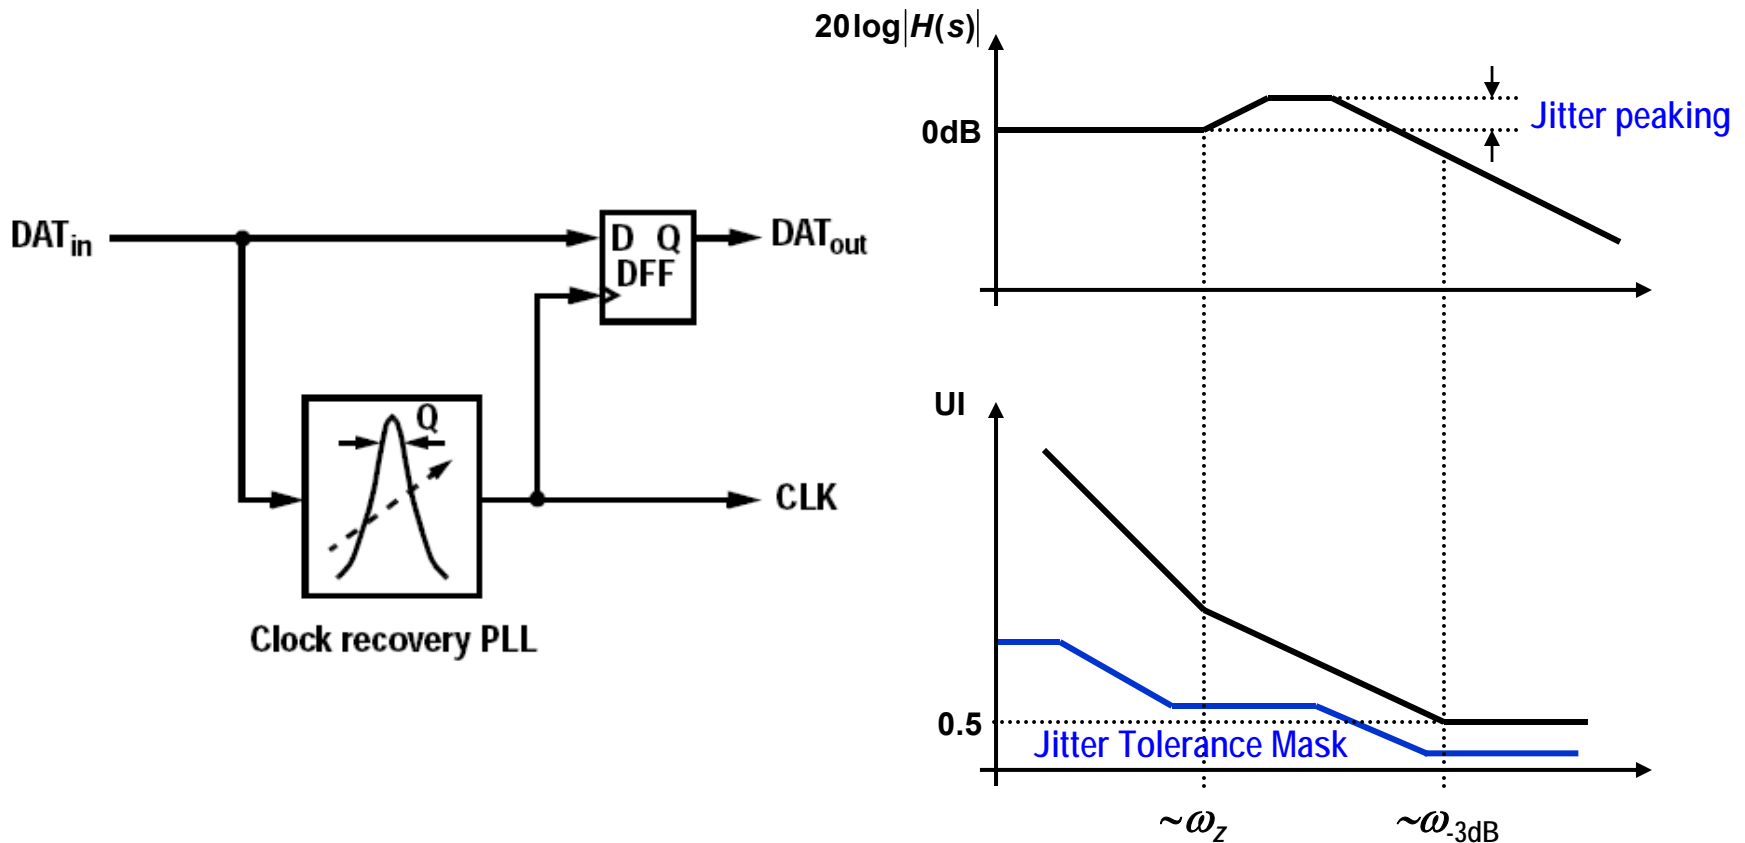 DATin
D Q
DFF
DATout
Q
CLK
Clock recovery PLL
20log|H(s)|
0dB
Jitter peaking
UI
0.5
Jitter Tolerance Mask
~ωz
~ω-3dB